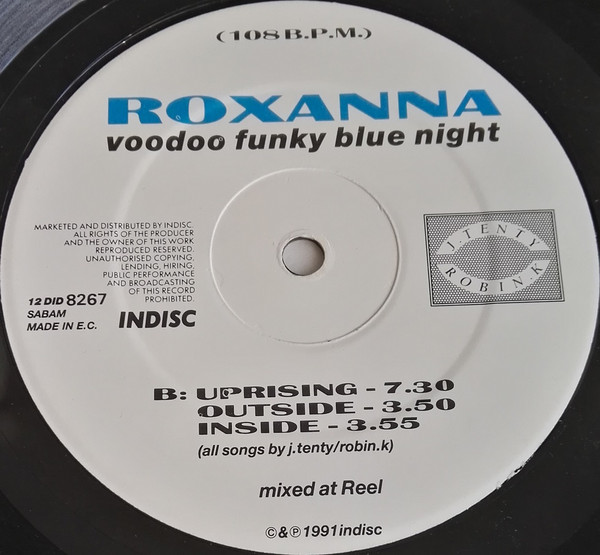 (108 B.P.M.)
ROXANNA
voodoo funky blue night
MARKETED AND DISTRIBUTED BY INDISC.
ALL RIGHTS OF THE PRODUCER
AND THE OWNER OF THIS WORK
REPRODUCED RESERVED.
UNAUTHORISED COPYING,
LENDING, HIRING,
PUBLIC PERFORMANCE
AND BROADCASTING
OF THIS RECORD
PROHIBITED.
12 DID 8267
SABAM
MADE IN E.C.
INDISC
J.TENTY
ROBIN.K
B: UPRISING - 7.30
OUTSIDE - 3.50
INSIDE - 3.55
(all songs by j.tenty/robin.k)
mixed at Reel
©&℗ 1991 indisc